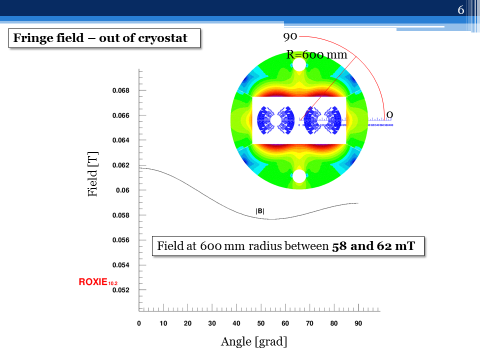 6
Fringe field – out of cryostat
90
R=600 mm
0
0.068
0.066
0.064
0.062
0.06
0.058
0.056
0.054
0.052
Field [T]
|B|
Field at 600 mm radius between 58 and 62 mT
ROXIE 10.2
0 10 20 30 40 50 60 70 80 90
Angle [grad]